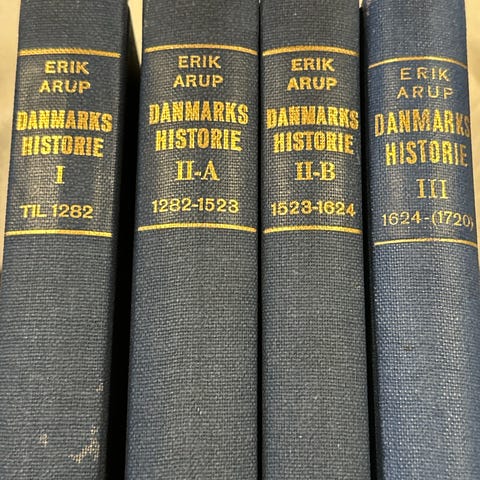 ERIK
ARUP
DANMARKS
HISTORIE
I
TIL 1282
ERIK
ARUP
DANMARKS
HISTORIE
II-A
1282-1523
ERIK
ARUP
DANMARKS
HISTORIE
II-B
1523-1624
ERIK
ARUP
DANMARKS
HISTORIE
III
1624-(1720)